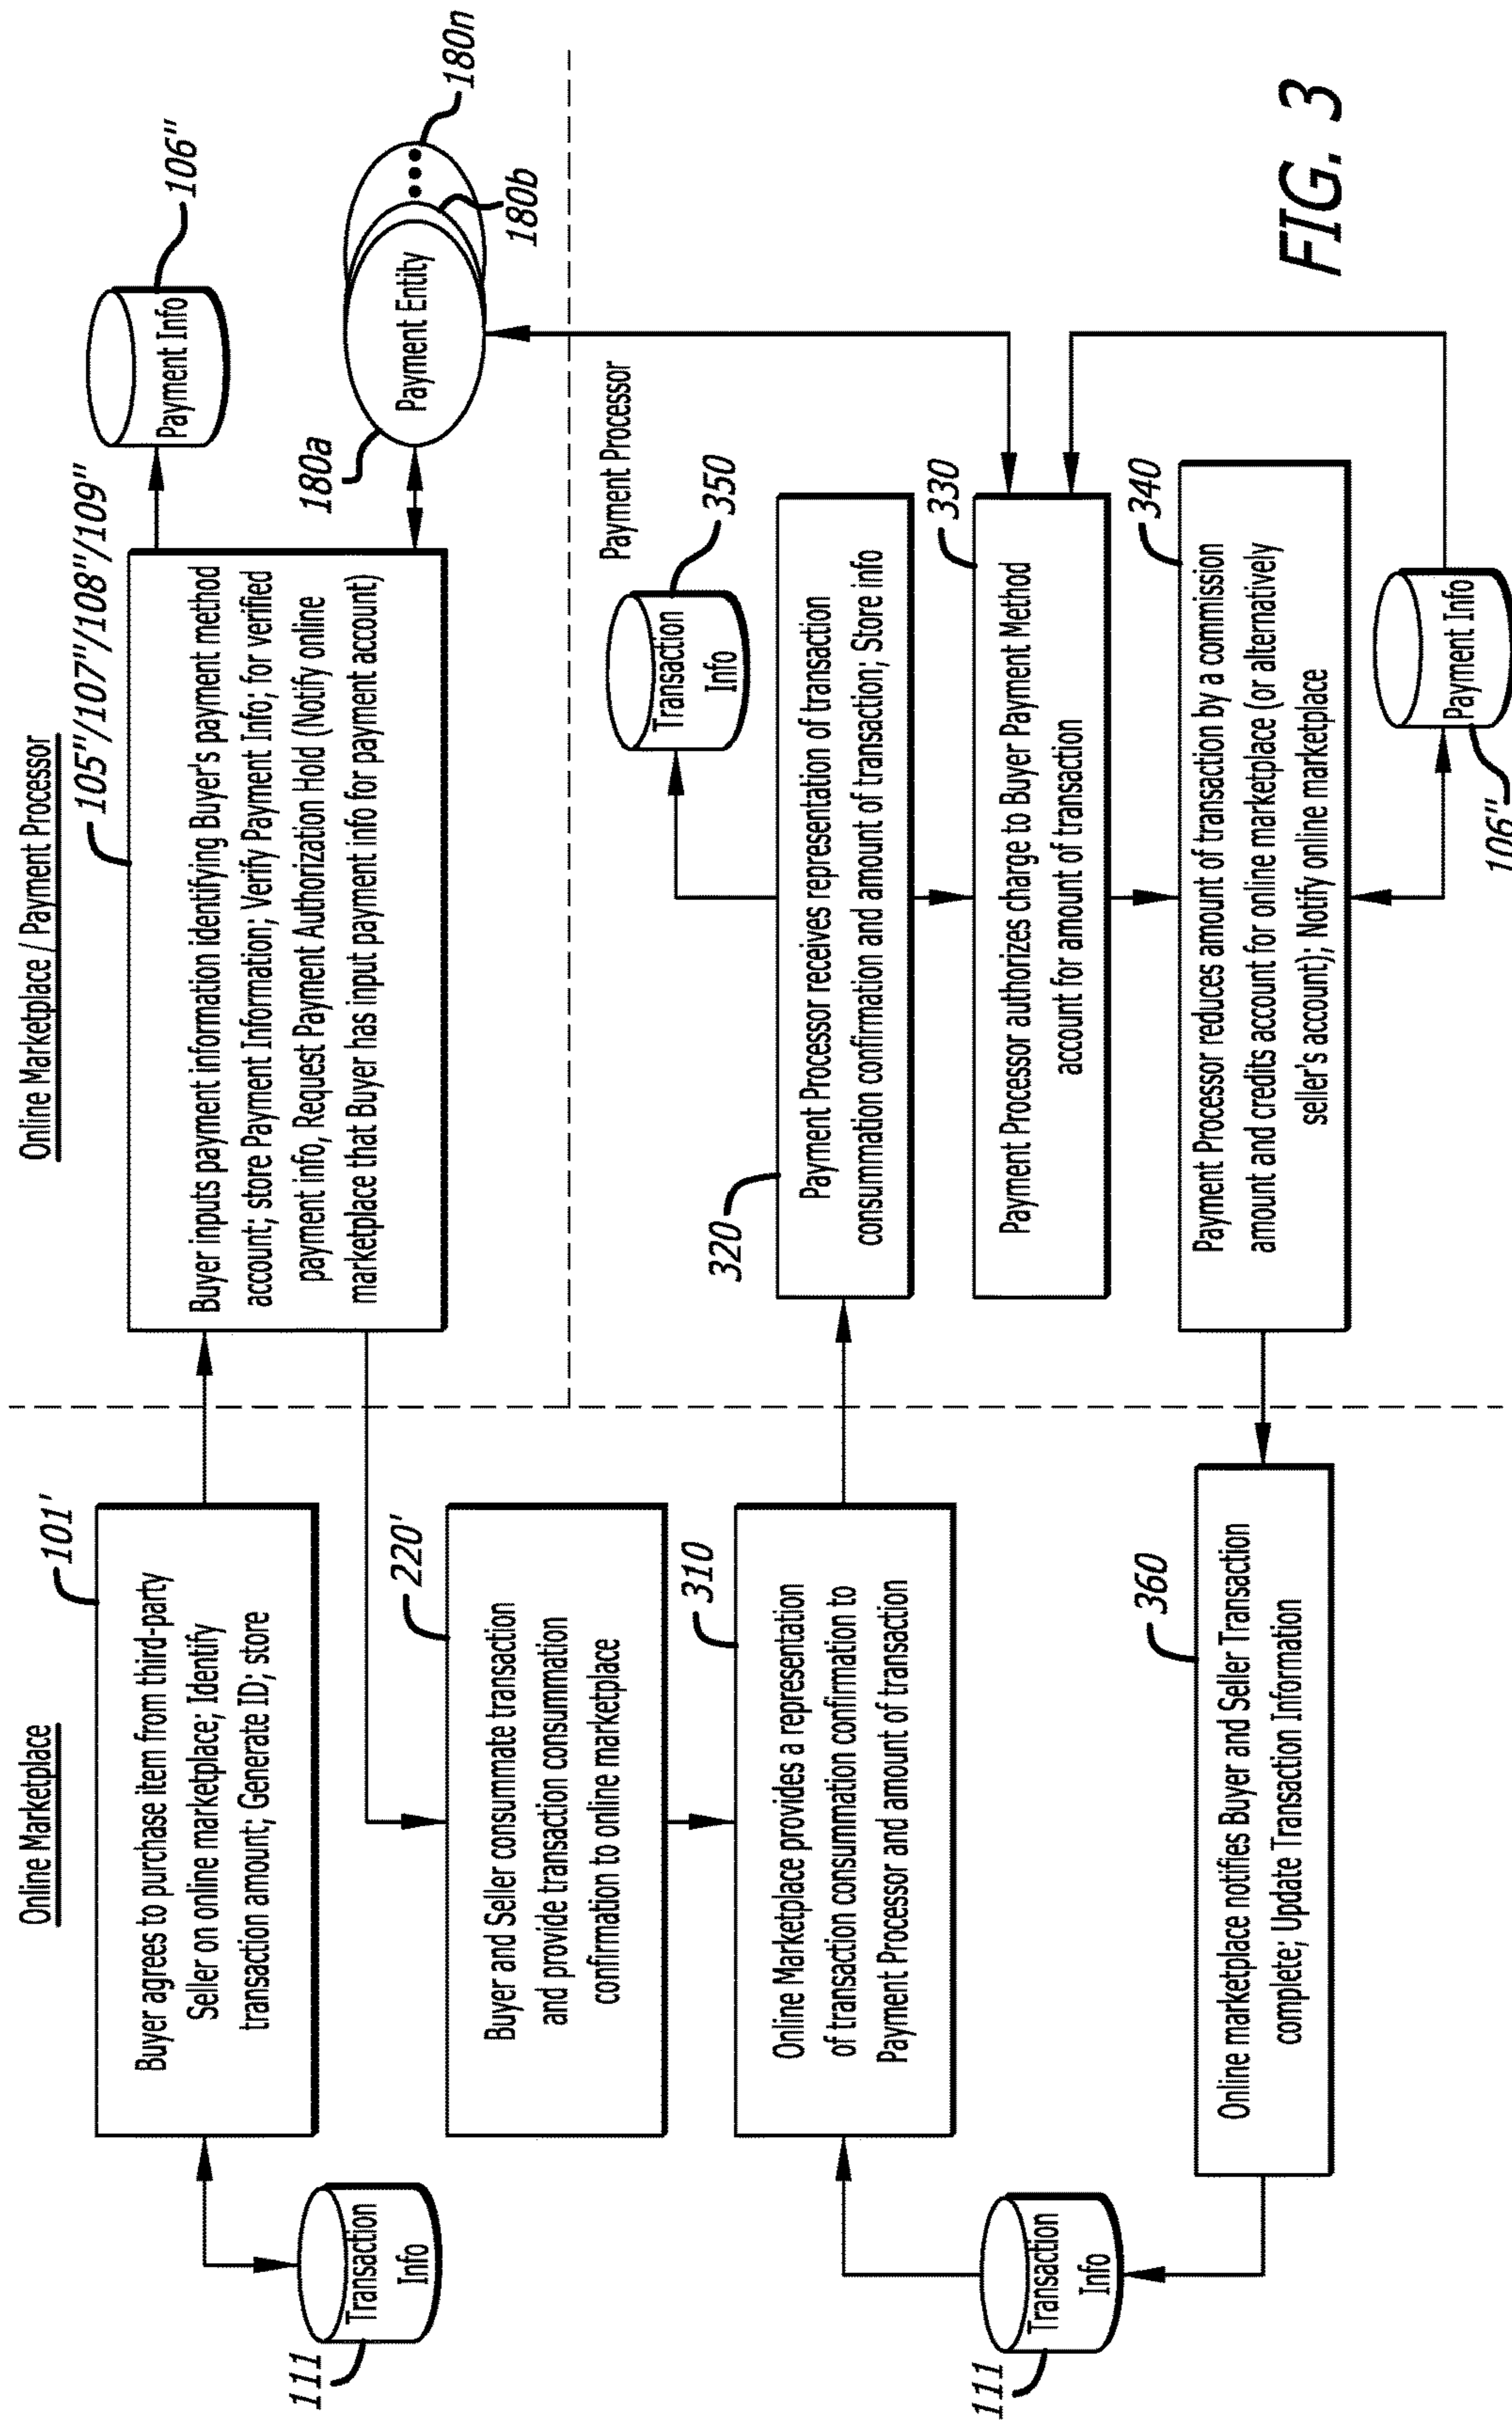 Online Marketplace
Online Marketplace / Payment Processor
101'
Buyer agrees to purchase item from third-party
Seller on online marketplace; Identify
transaction amount; Generate ID; store
111
Transaction
Info
105"/107"/108"/109"
Buyer inputs payment information identifying Buyer's payment method
account; store Payment Information; Verify Payment Info; for verified
payment info, Request Payment Authorization Hold (Notify online
marketplace that Buyer has input payment info for payment account)
106"
Payment Info
180a
Payment Entity
180b
180n
220'
Buyer and Seller consummate transaction
and provide transaction consummation
confirmation to online marketplace
310
Online Marketplace provides a representation
of transaction consummation confirmation to
Payment Processor and amount of transaction
111
Transaction
Info
Payment Processor
350
Transaction
Info
320
Payment Processor receives representation of transaction
consummation confirmation and amount of transaction; Store info
330
Payment Processor authorizes charge to Buyer Payment Method
account for amount of transaction
340
Payment Processor reduces amount of transaction by a commission
amount and credits account for online marketplace (or alternatively
seller's account); Notify online marketplace
106"
Payment Info
360
Online marketplace notifies Buyer and Seller Transaction
complete; Update Transaction Information
FIG. 3